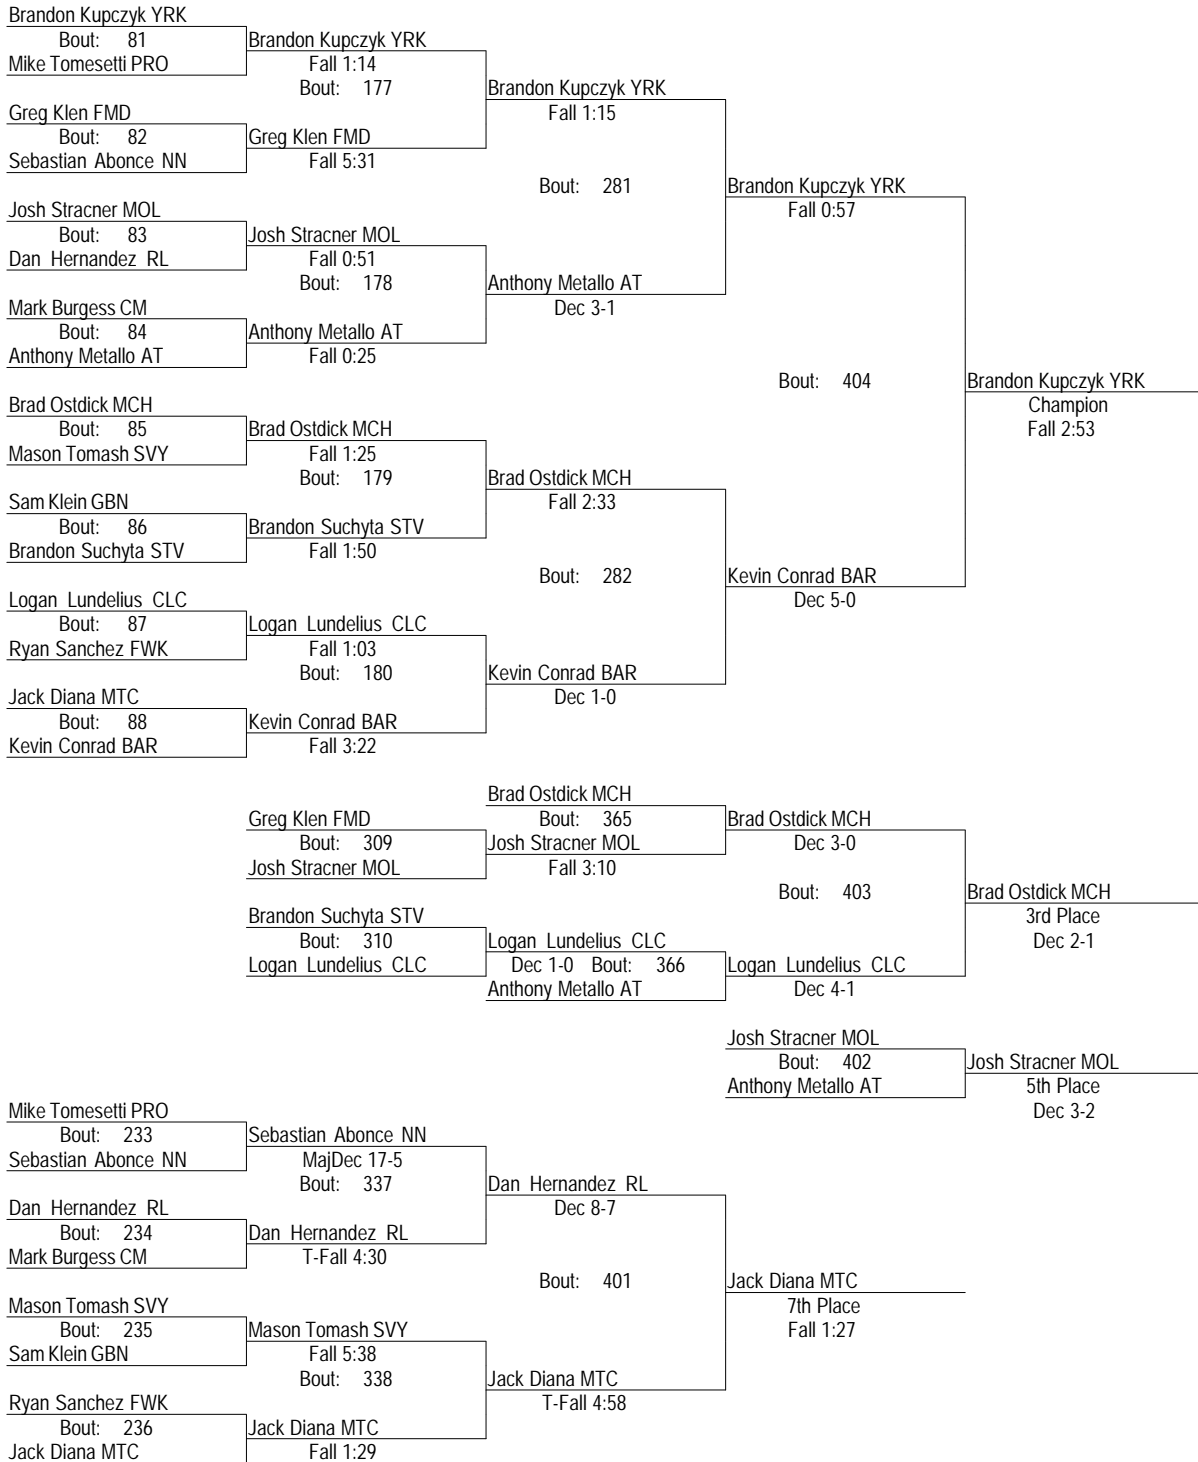 Brandon Kupczyk YRK
Bout: 81
Brandon Kupczyk YRK
Mike Tomesetti PRO
Fall 1:14
Bout: 177
Brandon Kupczyk YRK
Greg Klen FMD
Fall 1:15
Bout: 82
Greg Klen FMD
Sebastian Abonce NN
Fall 5:31
Bout: 281
Brandon Kupczyk YRK
Josh Stracner MOL
Fall 0:57
Bout: 83
Josh Stracner MOL
Dan Hernandez RL
Fall 0:51
Bout: 178
Anthony Metallo AT
Mark Burgess CM
Dec 3-1
Bout: 84
Anthony Metallo AT
Anthony Metallo AT
Fall 0:25
Bout: 404
Brandon Kupczyk YRK
Brad Ostdick MCH
Champion
Bout: 85
Brad Ostdick MCH
Fall 2:53
Mason Tomash SVY
Fall 1:25
Bout: 179
Brad Ostdick MCH
Sam Klein GBN
Fall 2:33
Bout: 86
Brandon Suchyta STV
Brandon Suchyta STV
Fall 1:50
Bout: 282
Kevin Conrad BAR
Logan Lundelius CLC
Dec 5-0
Bout: 87
Logan Lundelius CLC
Ryan Sanchez FWK
Fall 1:03
Bout: 180
Kevin Conrad BAR
Jack Diana MTC
Dec 1-0
Bout: 88
Kevin Conrad BAR
Kevin Conrad BAR
Fall 3:22
Brad Ostdick MCH
Greg Klen FMD
Bout: 365
Brad Ostdick MCH
Bout: 309
Josh Stracner MOL
Dec 3-0
Josh Stracner MOL
Fall 3:10
Bout: 403
Brad Ostdick MCH
Brandon Suchyta STV
3rd Place
Bout: 310
Logan Lundelius CLC
Dec 2-1
Logan Lundelius CLC
Dec 1-0 Bout: 366
Logan Lundelius CLC
Anthony Metallo AT
Dec 4-1
Josh Stracner MOL
Bout: 402
Josh Stracner MOL
Anthony Metallo AT
5th Place
Dec 3-2
Mike Tomesetti PRO
Bout: 233
Sebastian Abonce NN
Sebastian Abonce NN
MajDec 17-5
Bout: 337
Dan Hernandez RL
Dan Hernandez RL
Dec 8-7
Bout: 234
Dan Hernandez RL
Mark Burgess CM
T-Fall 4:30
Bout: 401
Jack Diana MTC
Mason Tomash SVY
7th Place
Bout: 235
Mason Tomash SVY
Fall 1:27
Sam Klein GBN
Fall 5:38
Bout: 338
Jack Diana MTC
Ryan Sanchez FWK
T-Fall 4:58
Bout: 236
Jack Diana MTC
Jack Diana MTC
Fall 1:29